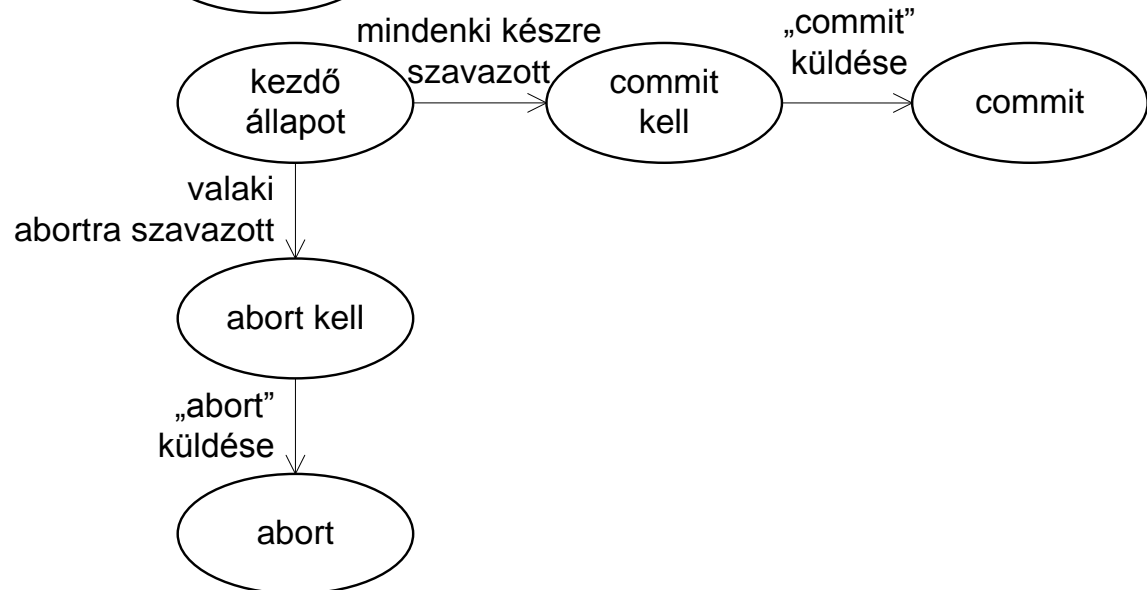 mindenki készre
szavazott
„commit”
küldése
kezdő
állapot
commit
kell
commit
valaki
abortra szavazott
abort kell
„abort”
küldése
abort